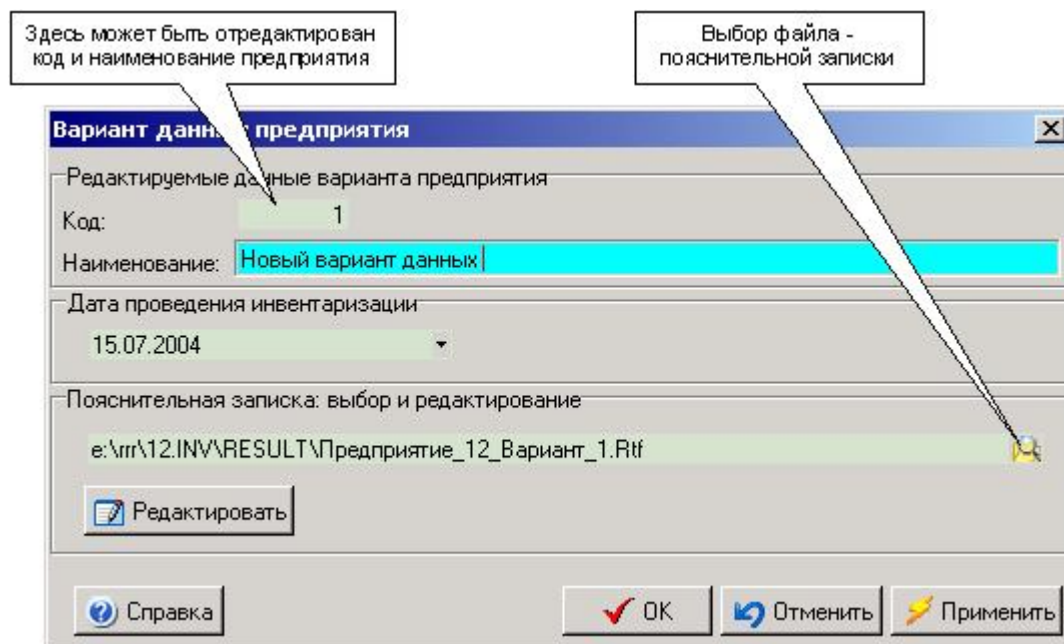 Здесь может быть отредактирован
код и наименование предприятия
Выбор файла -
пояснительной записки
Вариант данных предприятия
Редактируемые данные варианта предприятия
Код: 1
Наименование: Новый вариант данных
Дата проведения инвентаризации
15.07.2004
Пояснительная записка: выбор и редактирование
e:\rrr\12.INV\RESULT\Предприятие_12_Вариант_1.Rtf
Редактировать
Справка OK Отменить Применить